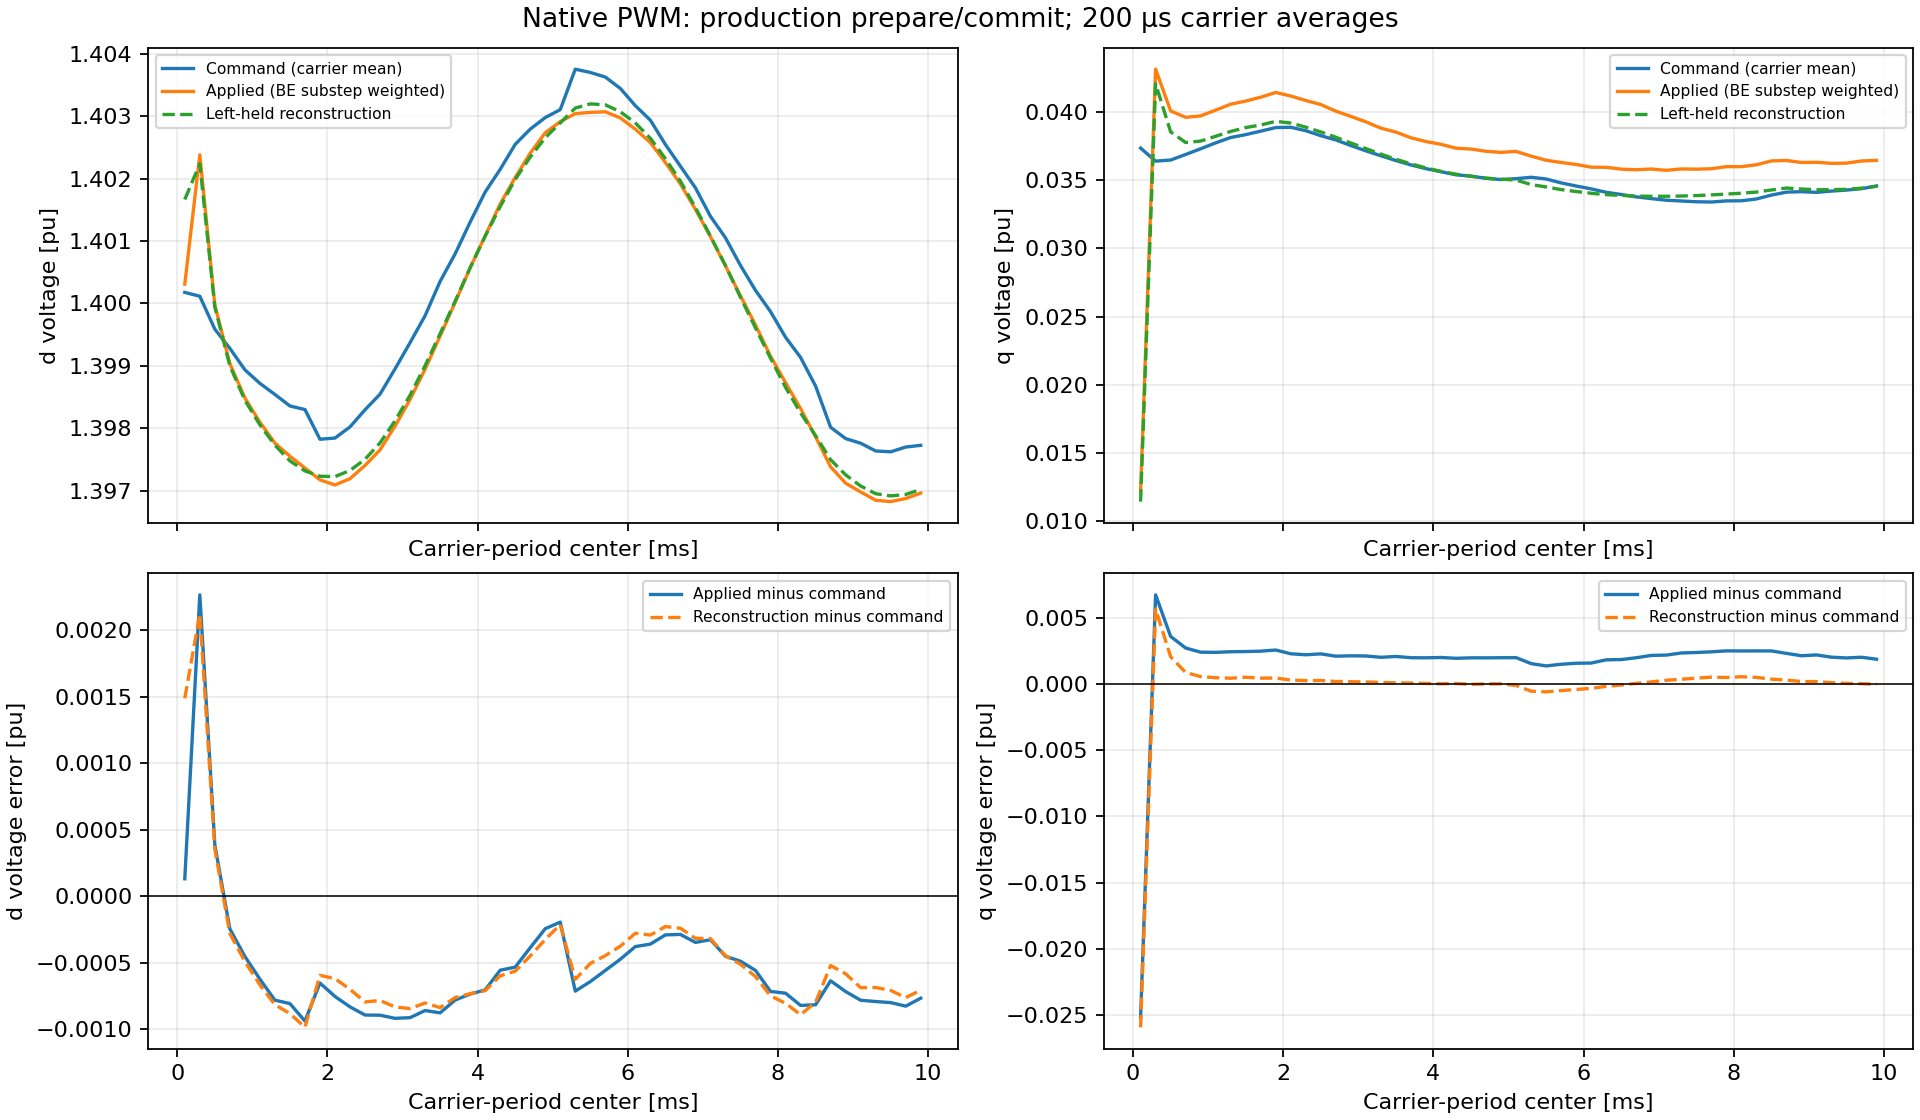 Native PWM: production prepare/commit; 200 µs carrier averages
1.404
1.403
1.402
1.401
1.400
1.399
1.398
1.397
d voltage [pu]
Command (carrier mean)
Applied (BE substep weighted)
Left-held reconstruction
Carrier-period center [ms]
0.040
0.035
0.030
0.025
0.020
0.015
0.010
q voltage [pu]
Command (carrier mean)
Applied (BE substep weighted)
Left-held reconstruction
Carrier-period center [ms]
0.0020
0.0015
0.0010
0.0005
0.0000
−0.0005
−0.0010
d voltage error [pu]
Applied minus command
Reconstruction minus command
0 2 4 6 8 10
Carrier-period center [ms]
0.005
0.000
−0.005
−0.010
−0.015
−0.020
−0.025
q voltage error [pu]
Applied minus command
Reconstruction minus command
0 2 4 6 8 10
Carrier-period center [ms]